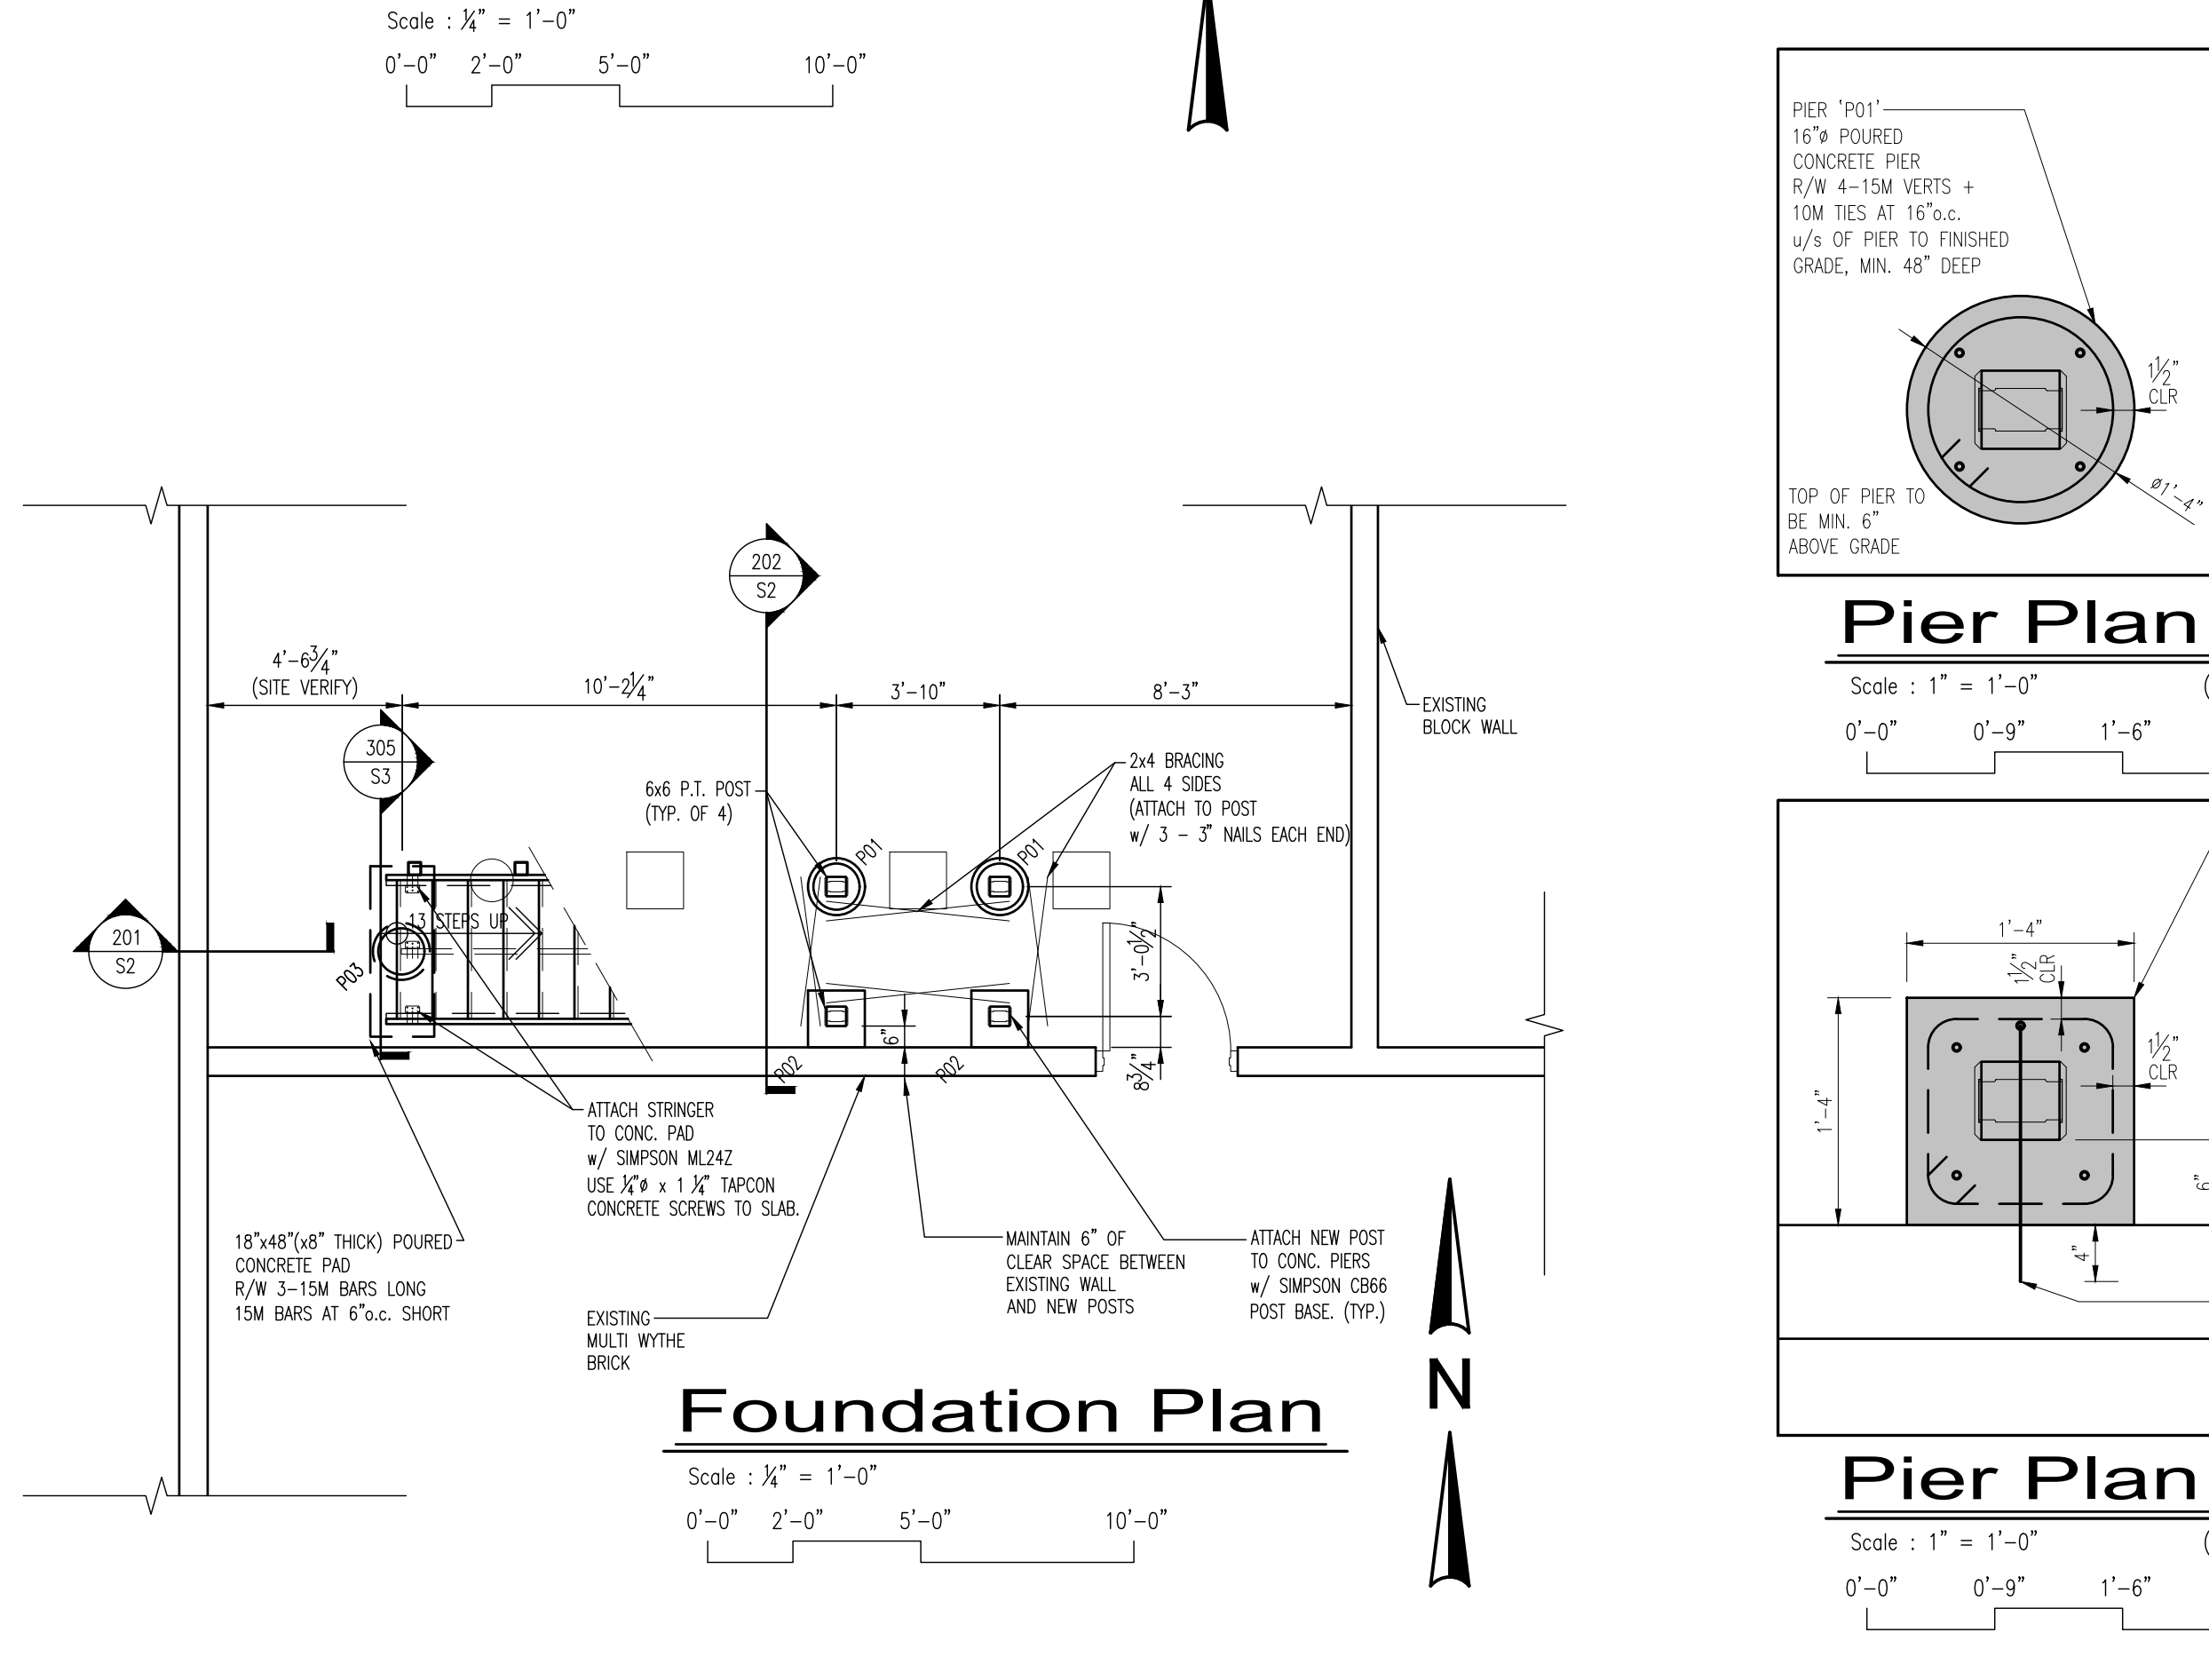 Scale : ¼" = 1'-0"
0'-0" 2'-0" 5'-0" 10'-0"
PIER 'P01'
16"ø POURED
CONCRETE PIER
R/W 4-15M VERTS +
10M TIES AT 16"o.c.
u/s OF PIER TO FINISHED
GRADE, MIN. 48" DEEP
1½"
CLR
ø1'-4"
TOP OF PIER TO
BE MIN. 6"
ABOVE GRADE
Pier Plan
Scale : 1" = 1'-0" (
0'-0" 0'-9" 1'-6"
202
S2
4'-6¾"
(SITE VERIFY)
10'-2¼"
3'-10"
8'-3"
EXISTING
BLOCK WALL
305
S3
6x6 P.T. POST
(TYP. OF 4)
2x4 BRACING
ALL 4 SIDES
(ATTACH TO POST
w/ 3 - 3" NAILS EACH END)
P01
P01
13 STEPS UP
201
S2
P03
3'-0½"
6"
8¾"
P02
P02
ATTACH STRINGER
TO CONC. PAD
w/ SIMPSON ML24Z
USE ¼"ø x 1 ¼" TAPCON
CONCRETE SCREWS TO SLAB.
18"x48"(x8" THICK) POURED
CONCRETE PAD
R/W 3-15M BARS LONG
15M BARS AT 6"o.c. SHORT
EXISTING
MULTI WYTHE
BRICK
MAINTAIN 6" OF
CLEAR SPACE BETWEEN
EXISTING WALL
AND NEW POSTS
ATTACH NEW POST
TO CONC. PIERS
w/ SIMPSON CB66
POST BASE. (TYP.)
N
Foundation Plan
Scale : ¼" = 1'-0"
0'-0" 2'-0" 5'-0" 10'-0"
1'-4"
1½"
CLR
1½"
CLR
1'-4"
6"
4"
Pier Plan
Scale : 1" = 1'-0" (
0'-0" 0'-9" 1'-6"